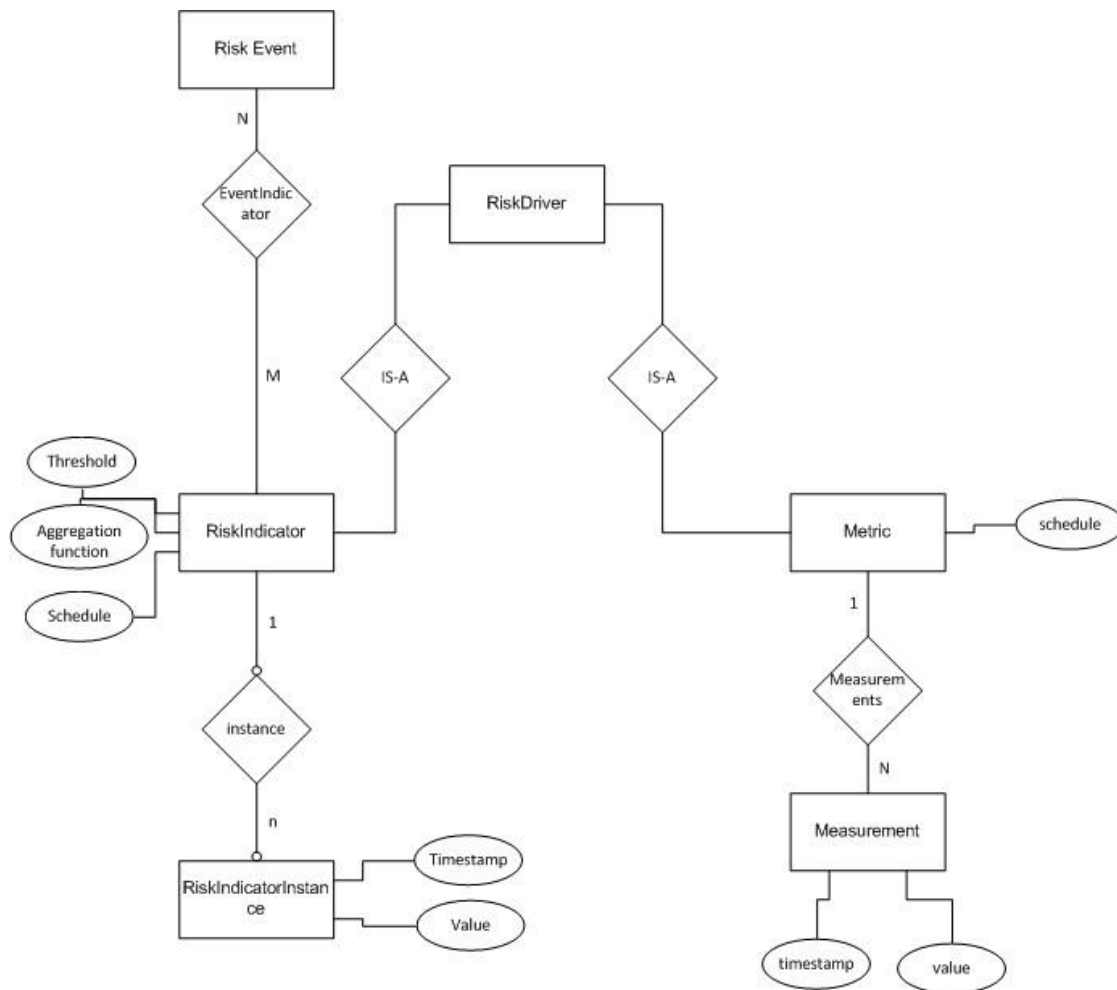 Risk Event
N
EventIndic
ator
RiskDriver
M
IS-A
IS-A
Threshold
Aggregation
function
RiskIndicator
Metric
schedule
Schedule
1
1
Measurem
ents
instance
N
n
Measurement
Timestamp
RiskIndicatorInstan
ce
Value
timestamp
value